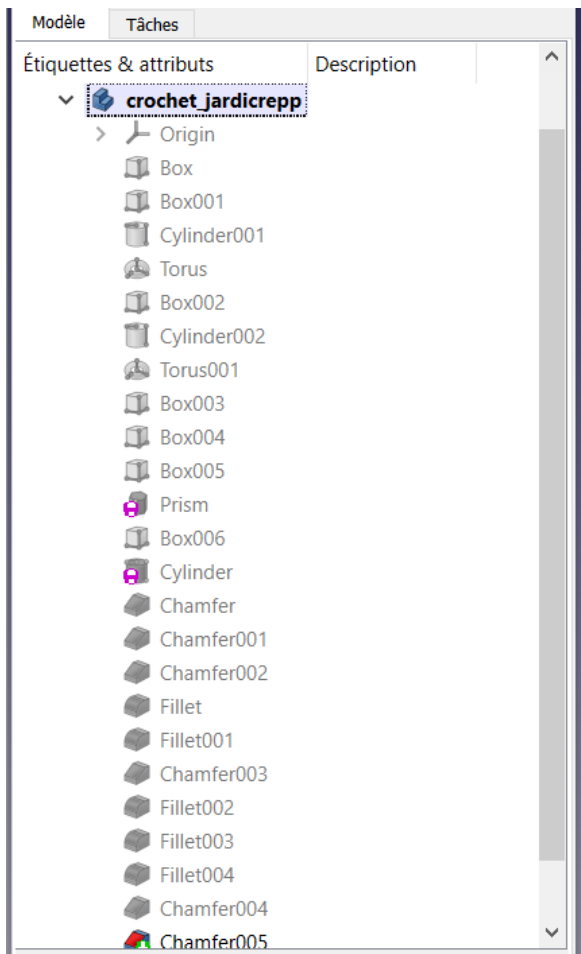 Modèle Tâches
Étiquettes & attributs Description
crochet_jardicrepp
Origin
Box
Box001
Cylinder001
Torus
Box002
Cylinder002
Torus001
Box003
Box004
Box005
Prism
Box006
Cylinder
Chamfer
Chamfer001
Chamfer002
Fillet
Fillet001
Chamfer003
Fillet002
Fillet003
Fillet004
Chamfer004
Chamfer005